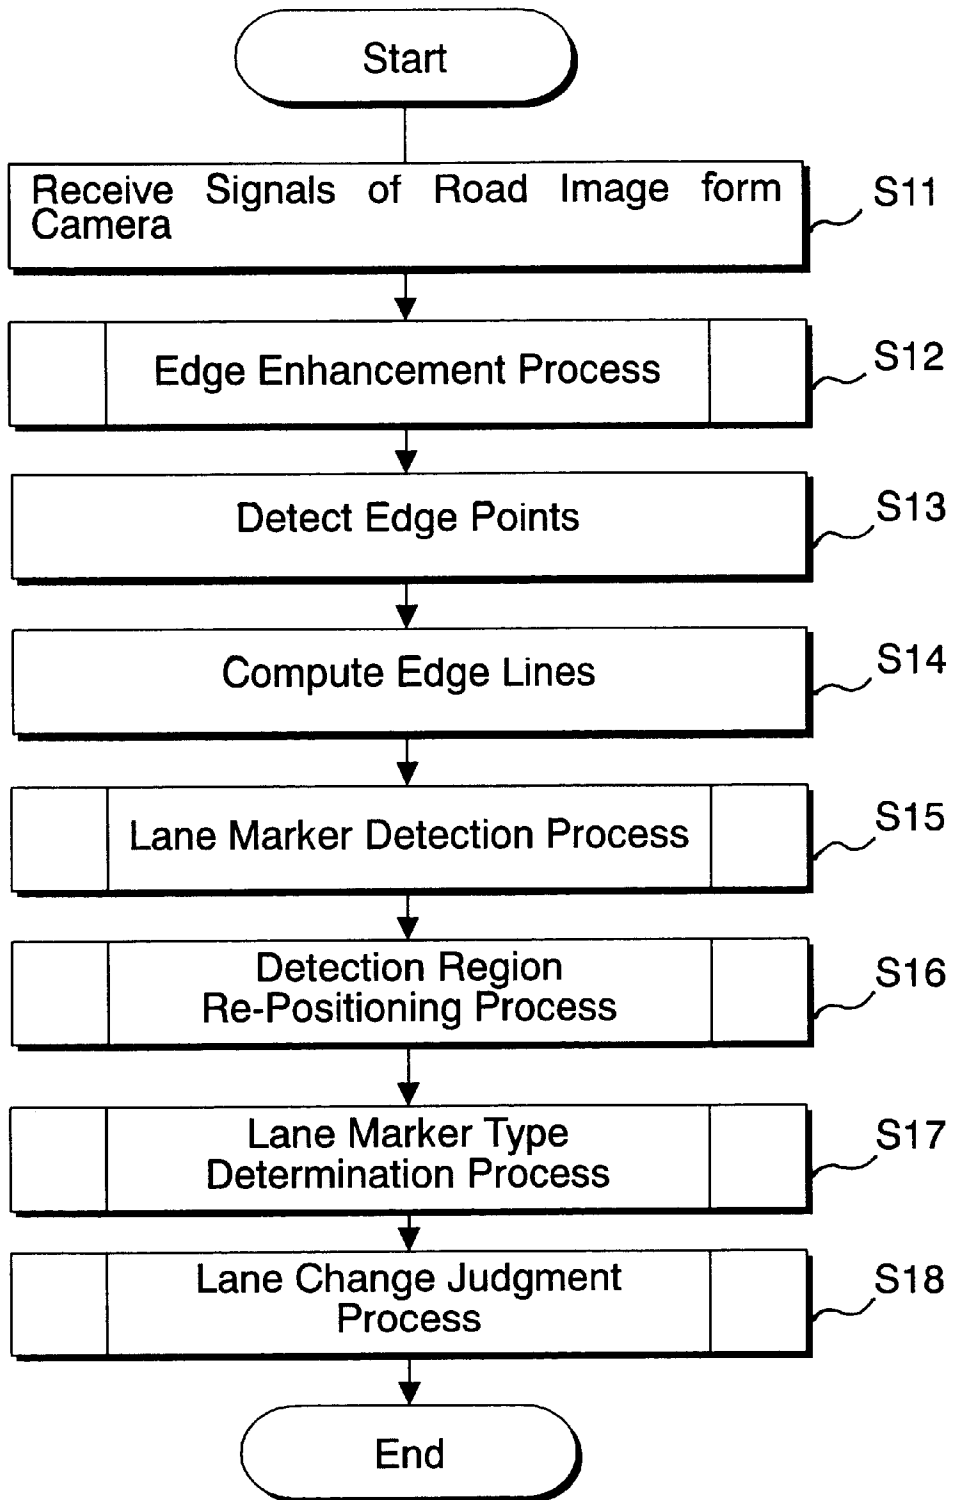 Start
Receive Signals of Road Image form
Camera
S11
Edge Enhancement Process
S12
Detect Edge Points
S13
Compute Edge Lines
S14
Lane Marker Detection Process
S15
Detection Region
Re-Positioning Process
S16
Lane Marker Type
Determination Process
S17
Lane Change Judgment
Process
S18
End